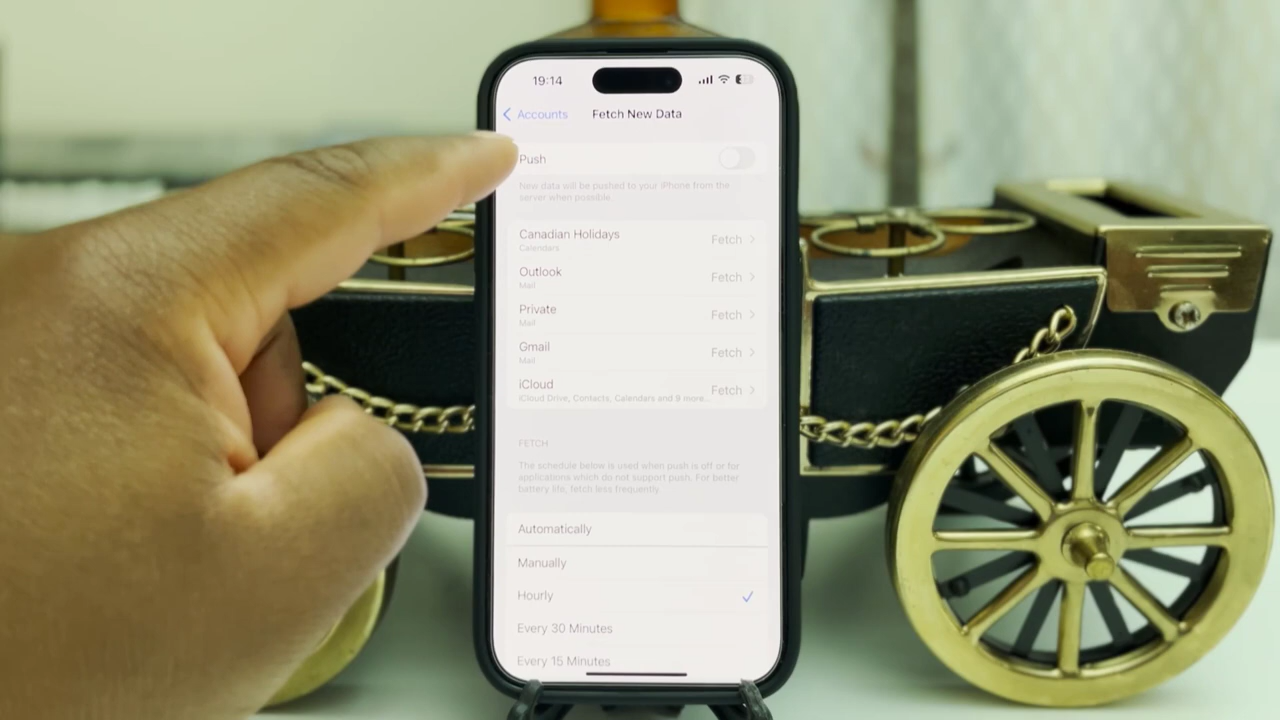 19:14
Accounts Fetch New Data
Push
New data will be pushed to your iPhone from the
server when possible.
Canadian Holidays Fetch
Calendars
Outlook Fetch
Mail
Private Fetch
Mail
Gmail Fetch
Mail
iCloud Fetch
iCloud Drive, Contacts, Calendars and 9 more...
FETCH
The schedule below is used when push is off or for
applications which do not support push. For better
battery life, fetch less frequently.
Automatically
Manually
Hourly
Every 30 Minutes
Every 15 Minutes